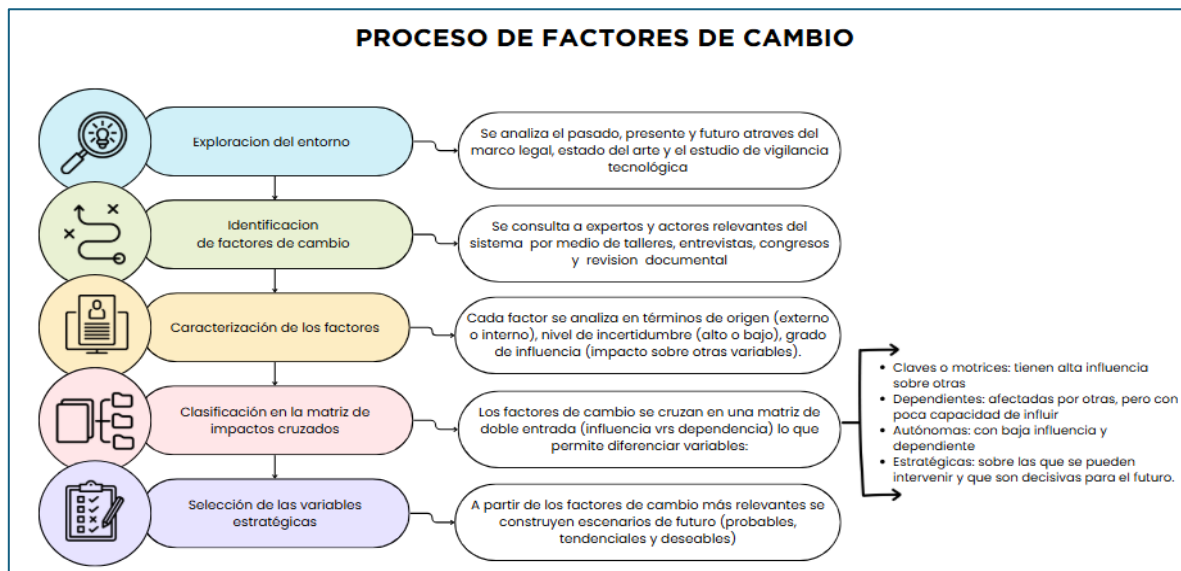 PROCESO DE FACTORES DE CAMBIO
Exploracion del entorno
Se analiza el pasado, presente y futuro atraves del
marco legal, estado del arte y el estudio de vigilancia
tecnológica
Identificacion
de factores de cambio
Se consulta a expertos y actores relevantes del
sistema por medio de talleres, entrevistas, congresos
y revision documental
Caracterización de los factores
Cada factor se analiza en términos de origen (externo
o interno), nivel de incertidumbre (alto o bajo), grado
de influencia (impacto sobre otras variables).
Clasificación en la matriz de
impactos cruzados
Los factores de cambio se cruzan en una matriz de
doble entrada (influencia vrs dependencia) lo que
permite diferenciar variables:
• Claves o motrices: tienen alta influencia
sobre otras
• Dependientes: afectadas por otras, pero con
poca capacidad de influir
• Autónomas: con baja influencia y
dependiente
• Estratégicas: sobre las que se pueden
intervenir y que son decisivas para el futuro.
Selección de las variables
estratégicas
A partir de los factores de cambio más relevantes se
construyen escenarios de futuro (probables,
tendenciales y deseables)